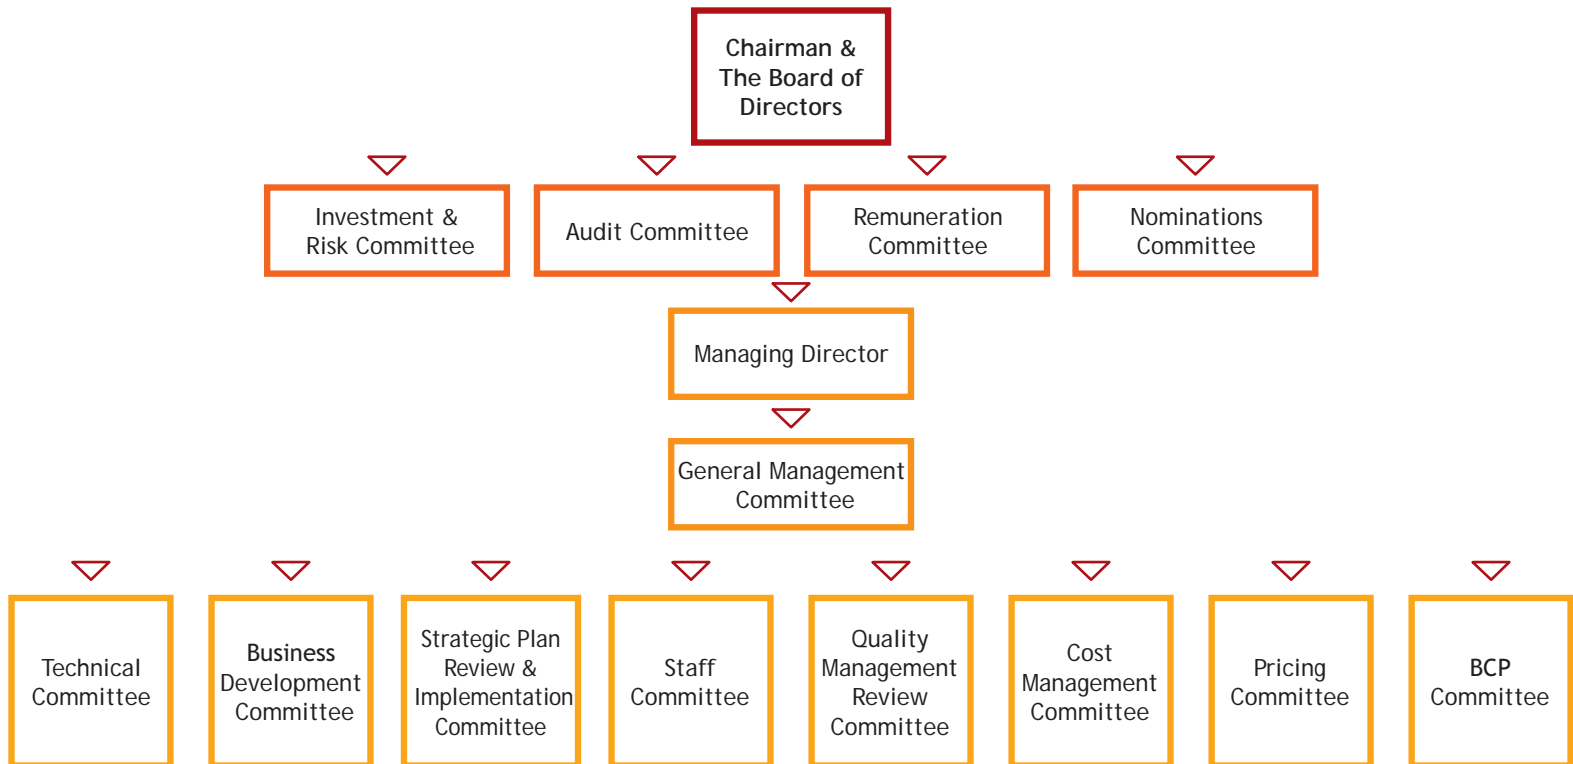 Chairman &
The Board of
Directors
Investment &
Risk Committee
Audit Committee
Remuneration
Committee
Nominations
Committee
Managing Director
General Management
Committee
Technical
Committee
Business
Development
Committee
Strategic Plan
Review &
Implementation
Committee
Staff
Committee
Quality
Management
Review
Committee
Cost
Management
Committee
Pricing
Committee
BCP
Committee